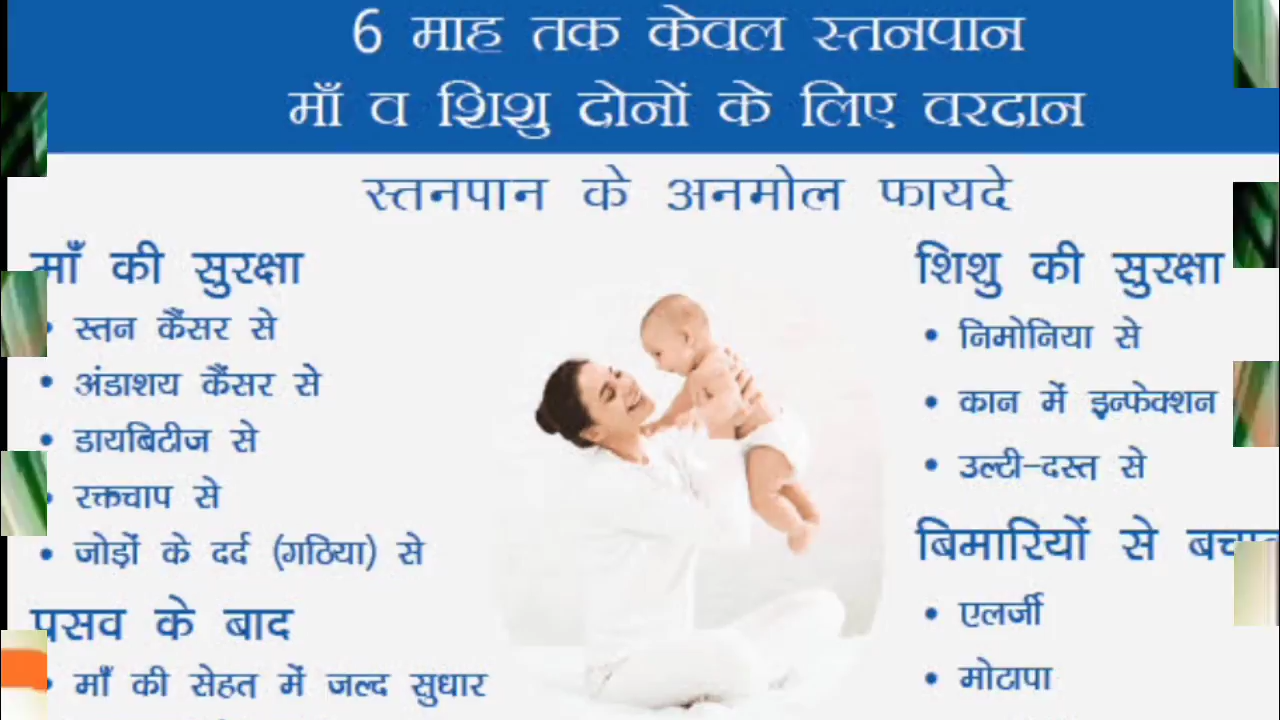 6 माह तक केवल स्तनपान
माँ व शिशु दोनों के लिए वरदान
स्तनपान के अनमोल फायदे
माँ की सुरक्षा
• स्तन कैंसर से
• अंडाशय कैंसर से
• डायबिटीज से
• रक्तचाप से
• जोड़ों के दर्द (गठिया) से
पसव के बाद
• माँ की सेहत में जल्द सुधार
शिशु की सुरक्षा
• निमोनिया से
• कान में इन्फेक्शन
• उल्टी-दस्त से
बिमारियों से
• एलर्जी
• मोटापा